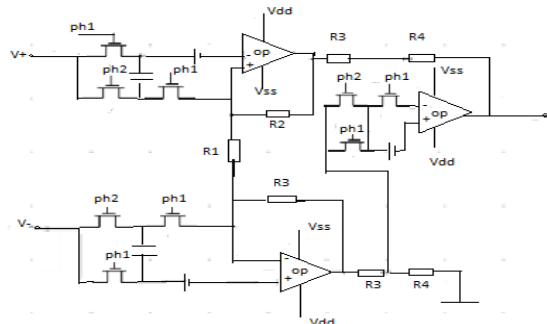 ph1
Vdd
R3
R4
V+
op
ph2
ph1
Vss
ph2
ph1
Vss
R2
op
ph1
Vdd
R1
ph2
ph1
R3
V-
Vss
ph1
op
R3
R4
Vdd